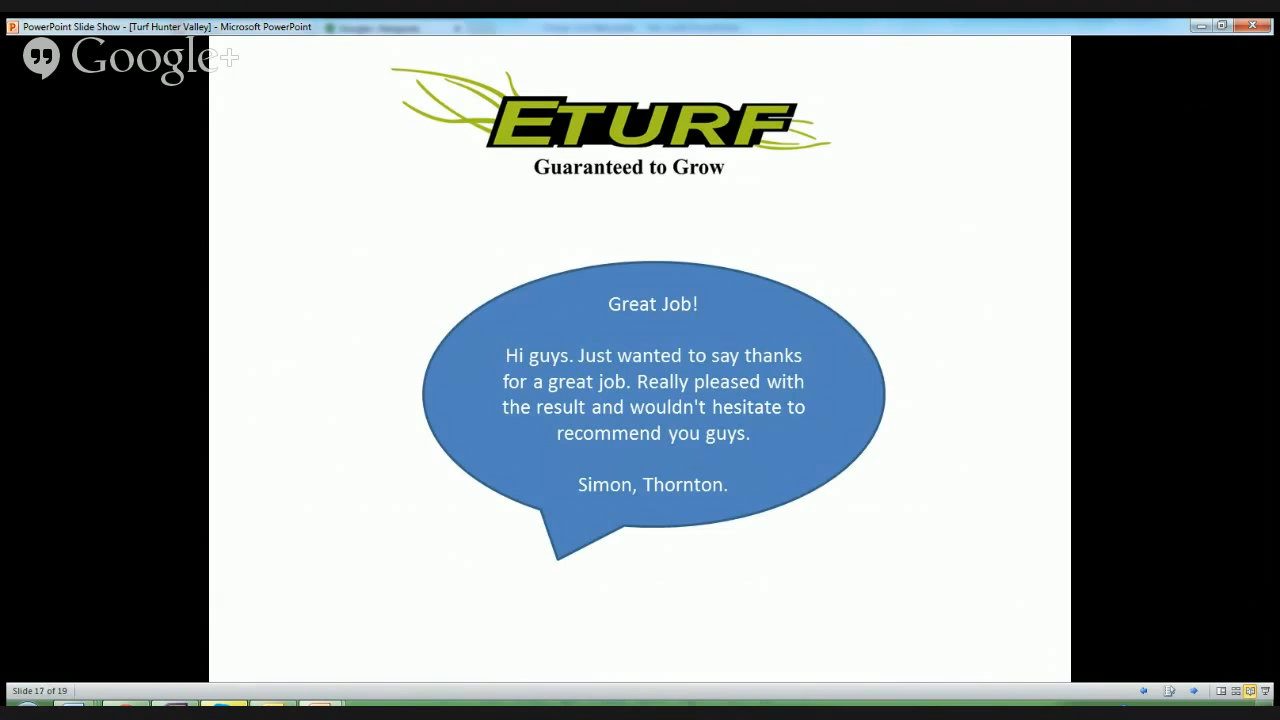 PowerPoint Slide Show - [Turf Hunter Valley] - Microsoft PowerPoint
Google+
ETURF
Guaranteed to Grow
Great Job!
Hi guys. Just wanted to say thanks
for a great job. Really pleased with
the result and wouldn't hesitate to
recommend you guys.
Simon, Thornton.
Slide 17 of 19